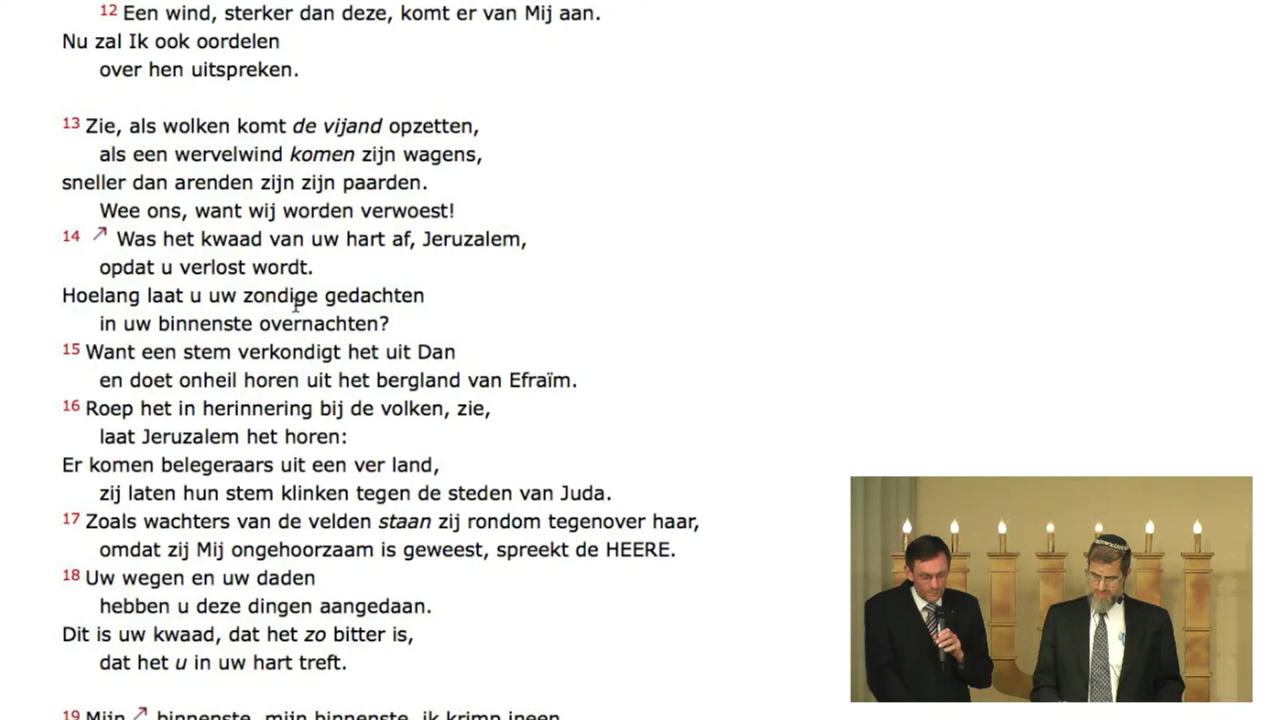 12 Een wind, sterker dan deze, komt er van Mij aan.
Nu zal Ik ook oordelen
over hen uitspreken.
13 Zie, als wolken komt de vijand opzetten,
als een wervelwind komen zijn wagens,
sneller dan arenden zijn zijn paarden.
Wee ons, want wij worden verwoest!
14 ↗ Was het kwaad van uw hart af, Jeruzalem,
opdat u verlost wordt.
Hoelang laat u uw zondige gedachten
in uw binnenste overnachten?
15 Want een stem verkondigt het uit Dan
en doet onheil horen uit het bergland van Efraïm.
16 Roep het in herinnering bij de volken, zie,
laat Jeruzalem het horen:
Er komen belegeraars uit een ver land,
zij laten hun stem klinken tegen de steden van Juda.
17 Zoals wachters van de velden staan zij rondom tegenover haar,
omdat zij Mij ongehoorzaam is geweest, spreekt de HEERE.
18 Uw wegen en uw daden
hebben u deze dingen aangedaan.
Dit is uw kwaad, dat het zo bitter is,
dat het u in uw hart treft.
19 Mijn ↗ binnenste, mijn binnenste, ik krimp ineen